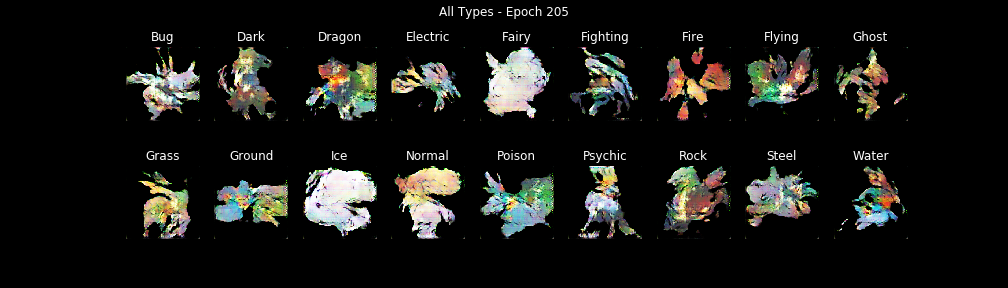 All Types - Epoch 205
Bug Dark Dragon Electric Fairy Fighting Fire Flying Ghost
Grass Ground Ice Normal Poison Psychic Rock Steel Water